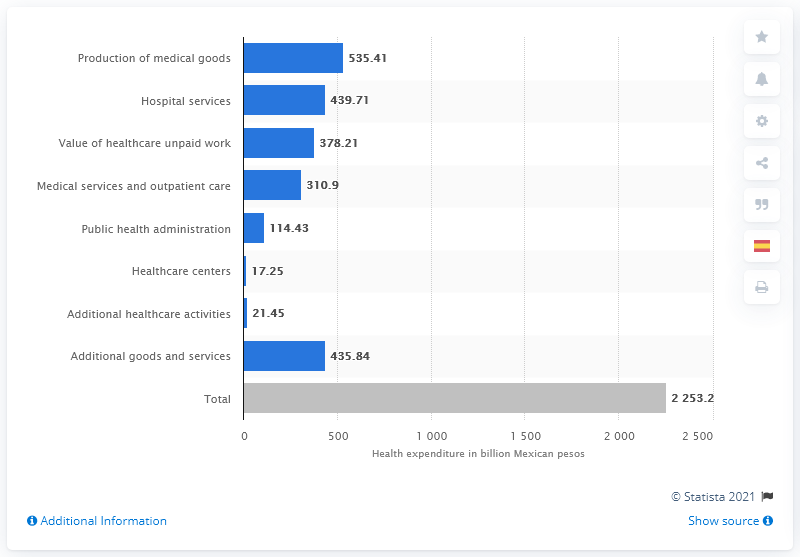 Production of medical goods 535.41
Hospital services 439.71
Value of healthcare unpaid work 378.21
Medical services and outpatient care 310.9
Public health administration 114.43
Healthcare centers 17.25
Additional healthcare activities 21.45
Additional goods and services 435.84
Total 2 253.2
0 500 1 000 1 500 2 000 2 500
Health expenditure in billion Mexican pesos
© Statista 2021
Additional Information Show source